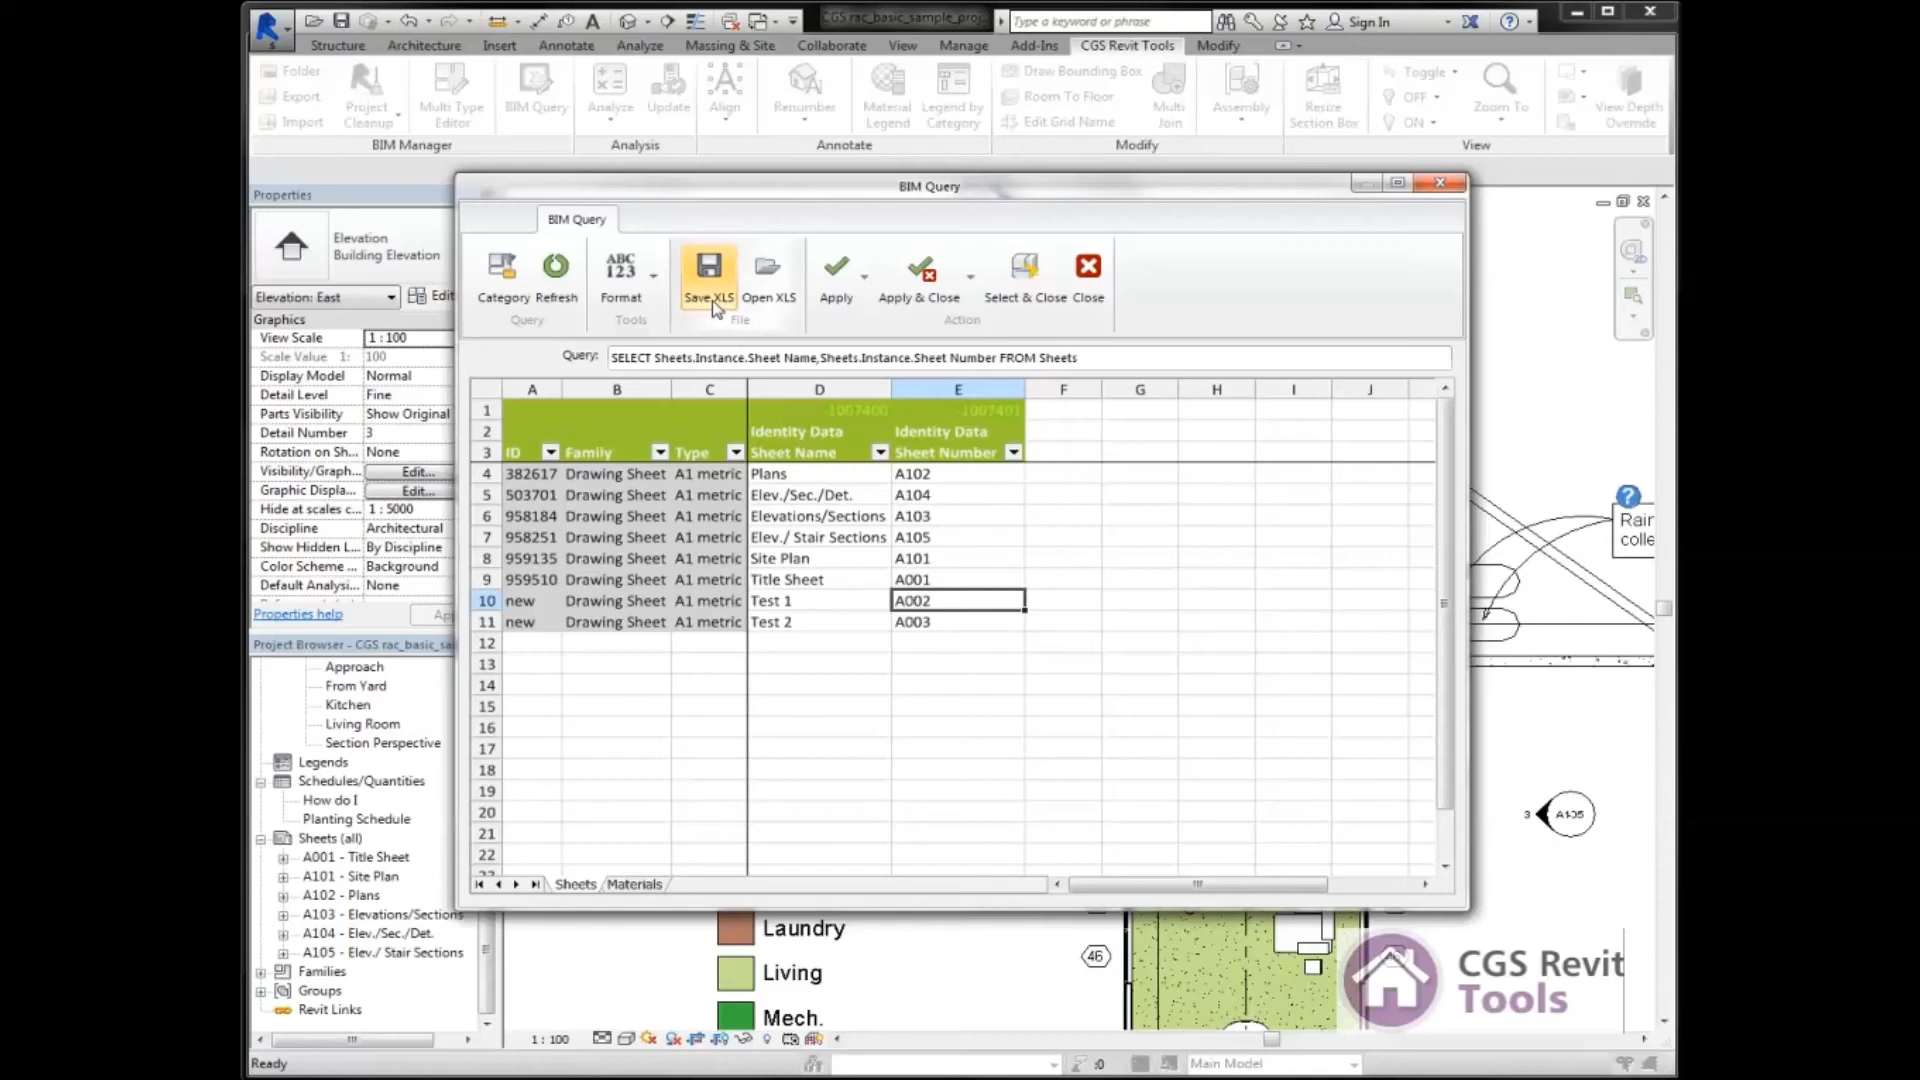 CGS rac_basic_sample_proj...
Type a keyword or phrase
Sign In
Structure Architecture Insert Annotate Analyze Massing & Site Collaborate View Manage Add-Ins CGS Revit Tools Modify
Folder
Export
Import
Project Cleanup
Multi Type Editor
BIM Query
BIM Manager
Analyze
Update
Analysis
Align
Renumber
Material Legend
Legend by Category
Annotate
Draw Bounding Box
Room To Floor
Edit Grid Name
Multi Join
Assembly
Modify
Resize Section Box
Toggle
OFF
ON
Zoom To
View Depth Override
View
Properties
Elevation
Building Elevation
Elevation: East
Edit
Graphics
View Scale 1 : 100
Scale Value 1: 100
Display Model Normal
Detail Level Fine
Parts Visibility Show Original
Detail Number 3
Rotation on Sh... None
Visibility/Graph... Edit...
Graphic Displa... Edit...
Hide at scales c... 1 : 5000
Discipline Architectural
Show Hidden L... By Discipline
Color Scheme ... Background
Default Analysi... None
Properties help
Project Browser - CGS rac_basic_sa
Approach
From Yard
Kitchen
Living Room
Section Perspective
Legends
Schedules/Quantities
How do I
Planting Schedule
Sheets (all)
A001 - Title Sheet
A101 - Site Plan
A102 - Plans
A103 - Elevations/Sections
A104 - Elev./Sec./Det.
A105 - Elev./ Stair Sections
Families
Groups
Revit Links
BIM Query
BIM Query
Category Refresh
Query
ABC
123
Format
Tools
Save XLS Open XLS
File
Apply Apply & Close Select & Close Close
Action
Query: SELECT Sheets.Instance.Sheet Name,Sheets.Instance.Sheet Number FROM Sheets
A B C D E F G H I J
1 -1007400 -1007401
2 Identity Data Identity Data
3 ID Family Type Sheet Name Sheet Number
4 382617 Drawing Sheet A1 metric Plans A102
5 503701 Drawing Sheet A1 metric Elev./Sec./Det. A104
6 958184 Drawing Sheet A1 metric Elevations/Sections A103
7 958251 Drawing Sheet A1 metric Elev./ Stair Sections A105
8 959135 Drawing Sheet A1 metric Site Plan A101
9 959510 Drawing Sheet A1 metric Title Sheet A001
10 new Drawing Sheet A1 metric Test 1 A002
11 new Drawing Sheet A1 metric Test 2 A003
12
13
14
15
16
17
18
19
20
21
22
Sheets Materials
Rain
colle
3 A105
Laundry
Living
Mech.
46
CGS Revit
Tools
1 : 100
Ready
:0
Main Model